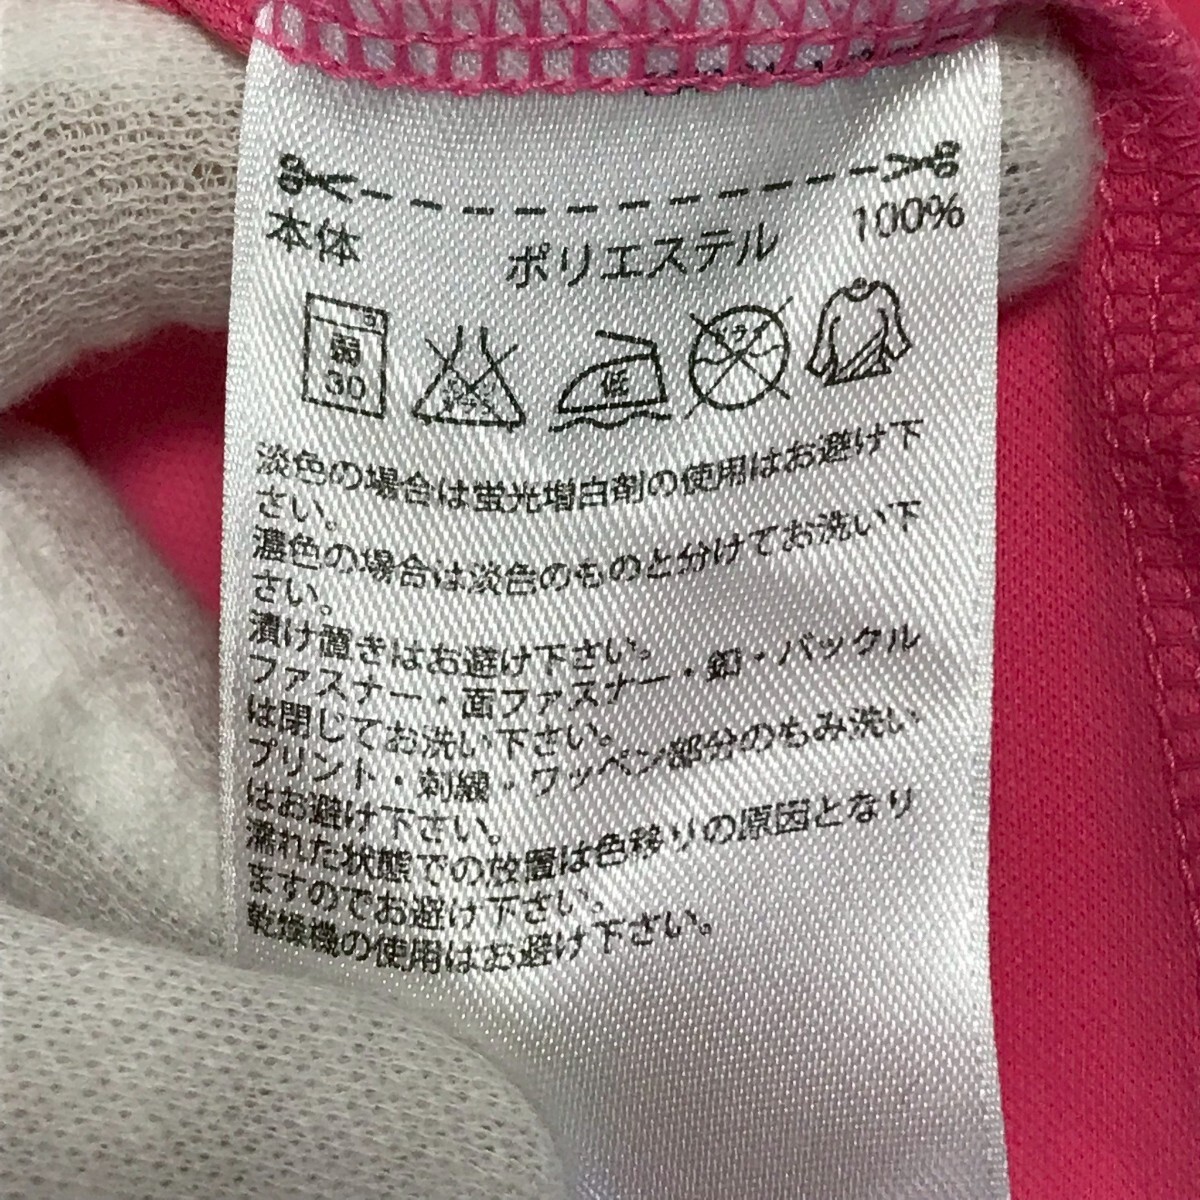 本体 ポリエステル 100%
弱
30
低
ドライ
淡色の場合は蛍光増白剤の使用はお避け下
さい。
濃色の場合は淡色のものと分けてお洗い下
さい。
漬け置きはお避け下さい。
ファスナー・面ファスナー・釦・バックル
は閉じてお洗い下さい。
プリント・刺繍・ワッペン部分のもみ洗い
はお避け下さい。
濡れた状態での放置は色移りの原因となり
ますのでお避け下さい。
乾燥機の使用はお避け下さい。